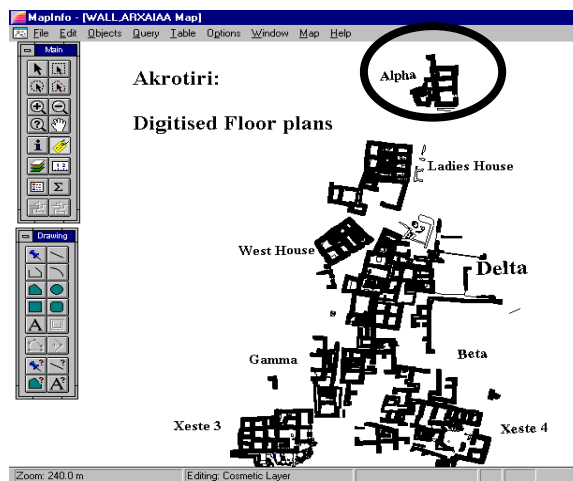 MapInfo - [WALL,ARXAIAA Map]
File Edit Objects Query Table Options Window Map Help
Main
Akrotiri:
Digitised Floor plans
Alpha
Ladies House
West House
Drawing
Delta
Gamma
Beta
Xeste 3
Xeste 4
Zoom: 240.0 m
Editing: Cosmetic Layer